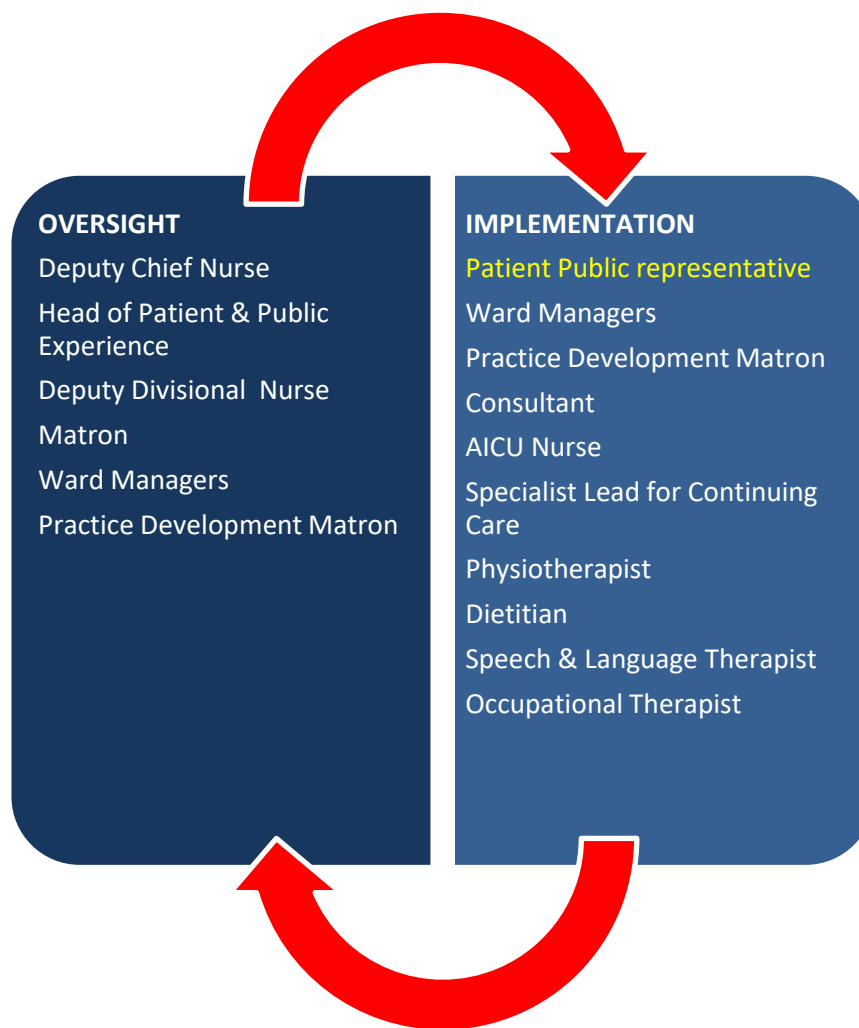 OVERSIGHT
Deputy Chief Nurse
Head of Patient & Public
Experience
Deputy Divisional  Nurse
Matron
Ward Managers
Practice Development Matron
IMPLEMENTATION
Patient Public representative
Ward Managers
Practice Development Matron
Consultant
AICU Nurse
Specialist Lead for Continuing
Care
Physiotherapist
Dietitian
Speech & Language Therapist
Occupational Therapist